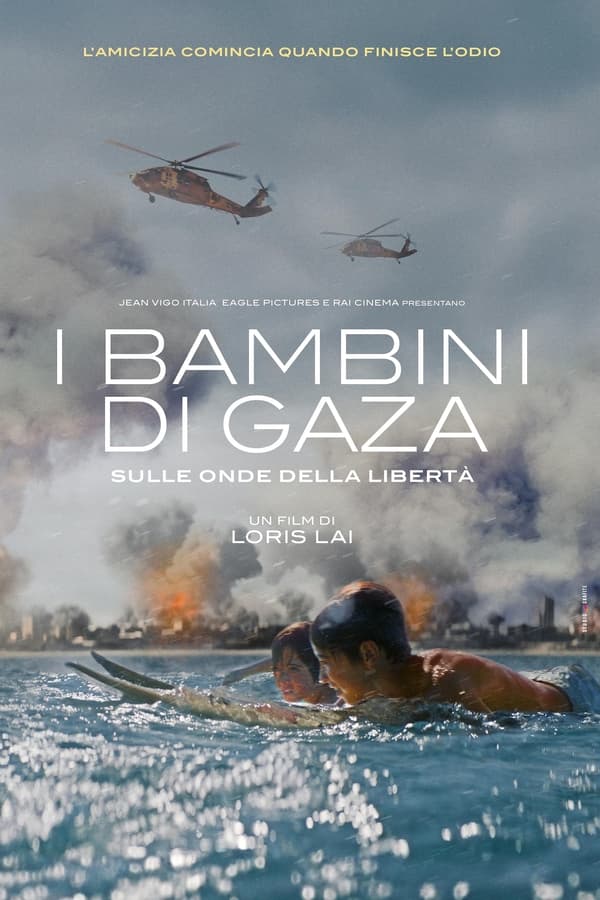 L'AMICIZIA COMINCIA QUANDO FINISCE L'ODIO
JEAN VIGO ITALIA EAGLE PICTURES E RAI CINEMA PRESENTANO
I BAMBINI
DI GAZA
SULLE ONDE DELLA LIBERTÀ
UN FILM DI
LORIS LAI